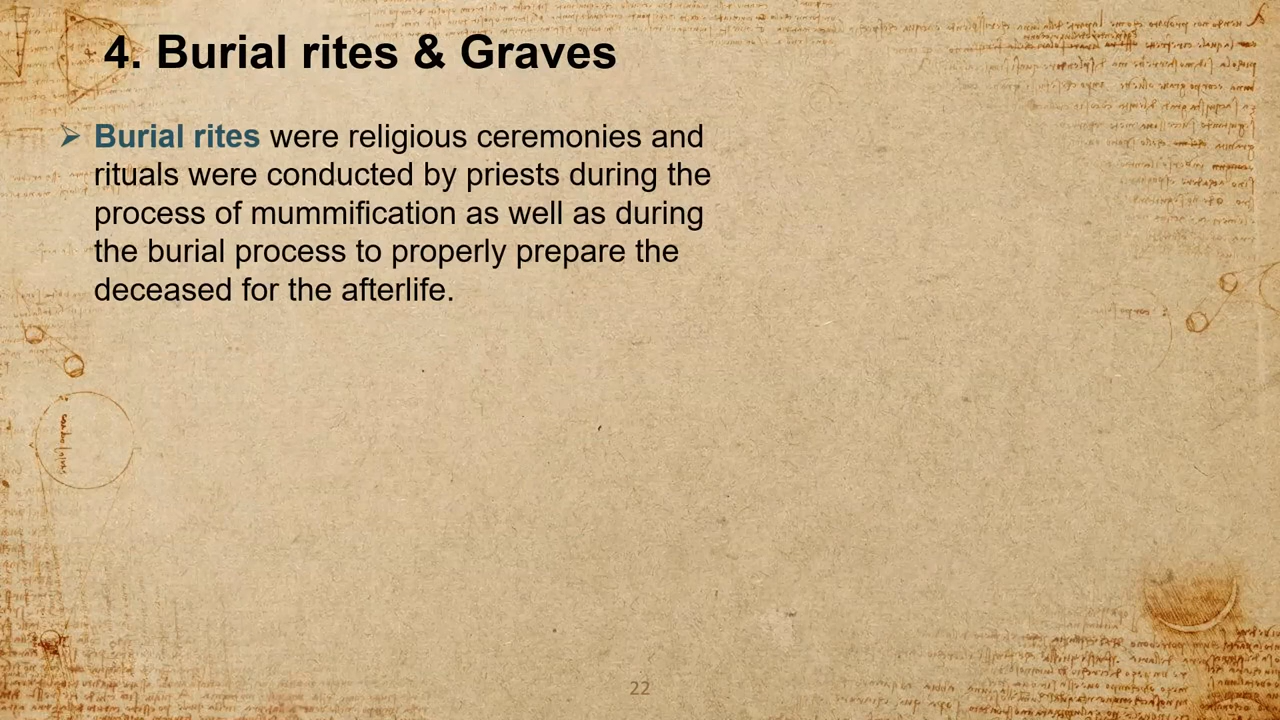 4. Burial rites & Graves
➢ Burial rites were religious ceremonies and
rituals were conducted by priests during the
process of mummification as well as during
the burial process to properly prepare the
deceased for the afterlife.
22